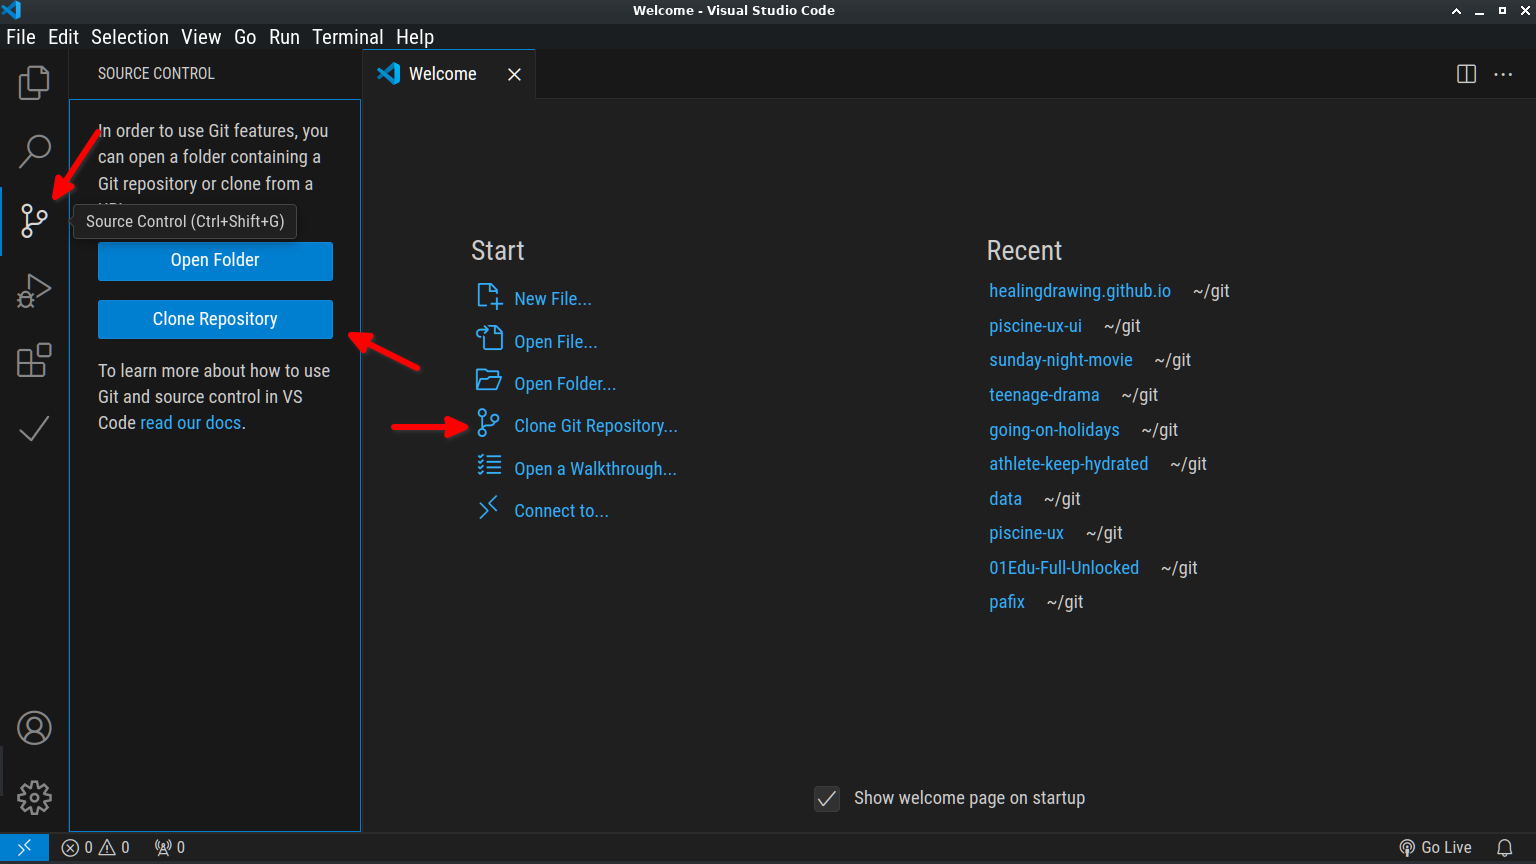 Welcome - Visual Studio Code
File Edit Selection View Go Run Terminal Help
SOURCE CONTROL
Welcome
In order to use Git features, you
can open a folder containing a
Git repository or clone from a
Source Control (Ctrl+Shift+G)
Open Folder
Clone Repository
To learn more about how to use
Git and source control in VS
Code read our docs.
Start
New File...
Open File...
Open Folder...
Clone Git Repository...
Open a Walkthrough...
Connect to...
Recent
healingdrawing.github.io ~/git
piscine-ux-ui ~/git
sunday-night-movie ~/git
teenage-drama ~/git
going-on-holidays ~/git
athlete-keep-hydrated ~/git
data ~/git
piscine-ux ~/git
01Edu-Full-Unlocked ~/git
pafix ~/git
Show welcome page on startup
0 0 0
Go Live